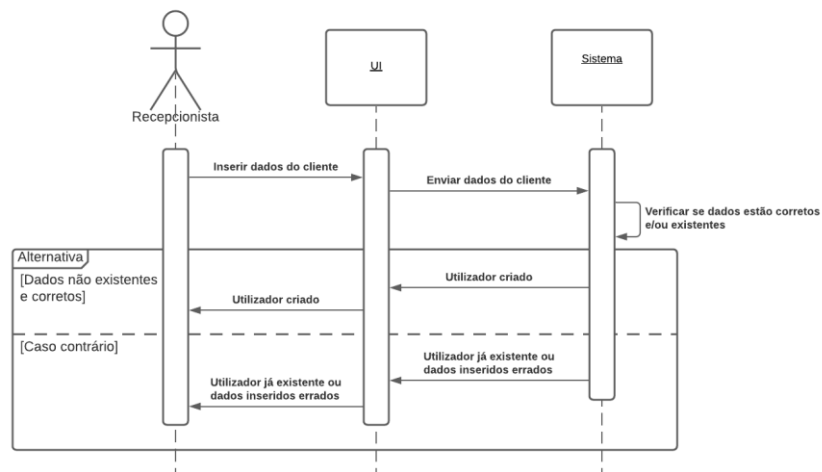 UI
Sistema
Recepcionista
Inserir dados do cliente
Enviar dados do cliente
Verificar se dados estão corretos
e/ou existentes
Alternativa
[Dados não existentes
e corretos]
Utilizador criado
Utilizador criado
[Caso contrário]
Utilizador já existente ou
dados inseridos errados
Utilizador já existente ou
dados inseridos errados